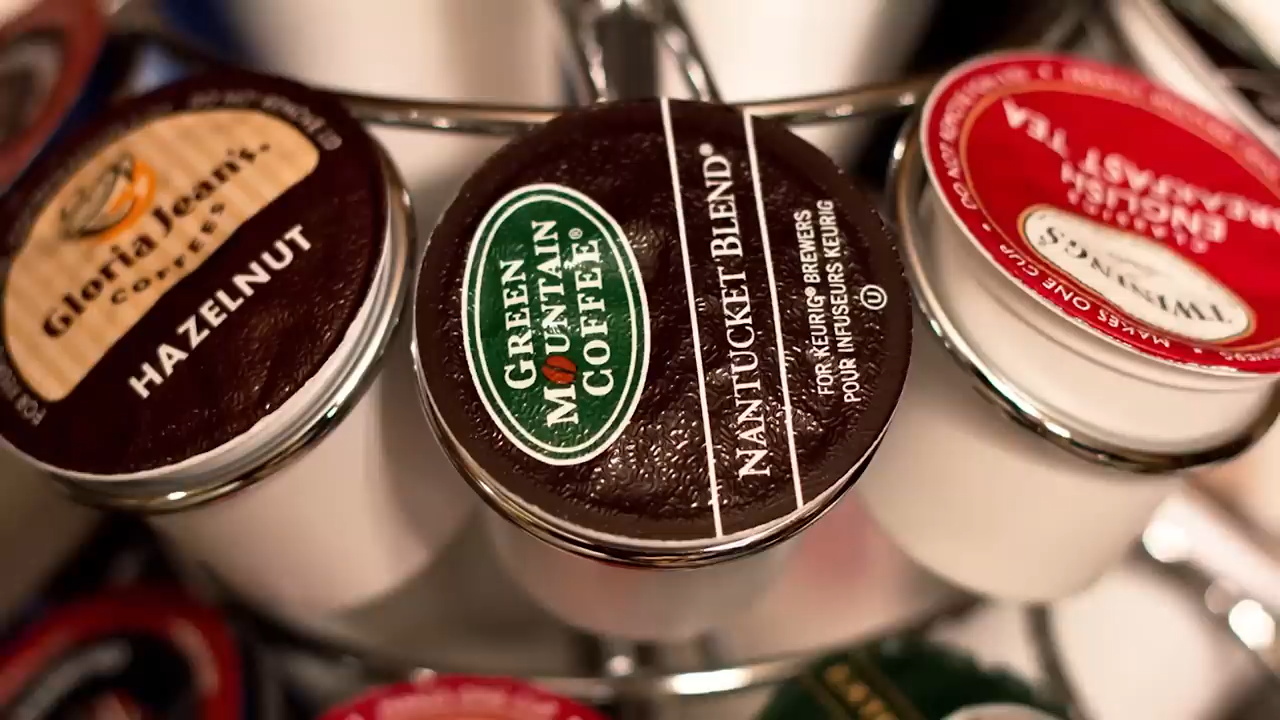 Gloria Jean's.
COFFEES
HAZELNUT
GREEN
MOUNTAIN
COFFEE®
NANTUCKET BLEND®
FOR KEURIG® BREWERS
POUR INFUSEURS KEURIG
U
TWININGS
CLASSICS
ENGLISH
BREAKFAST TEA
• MAKES ONE CUP •